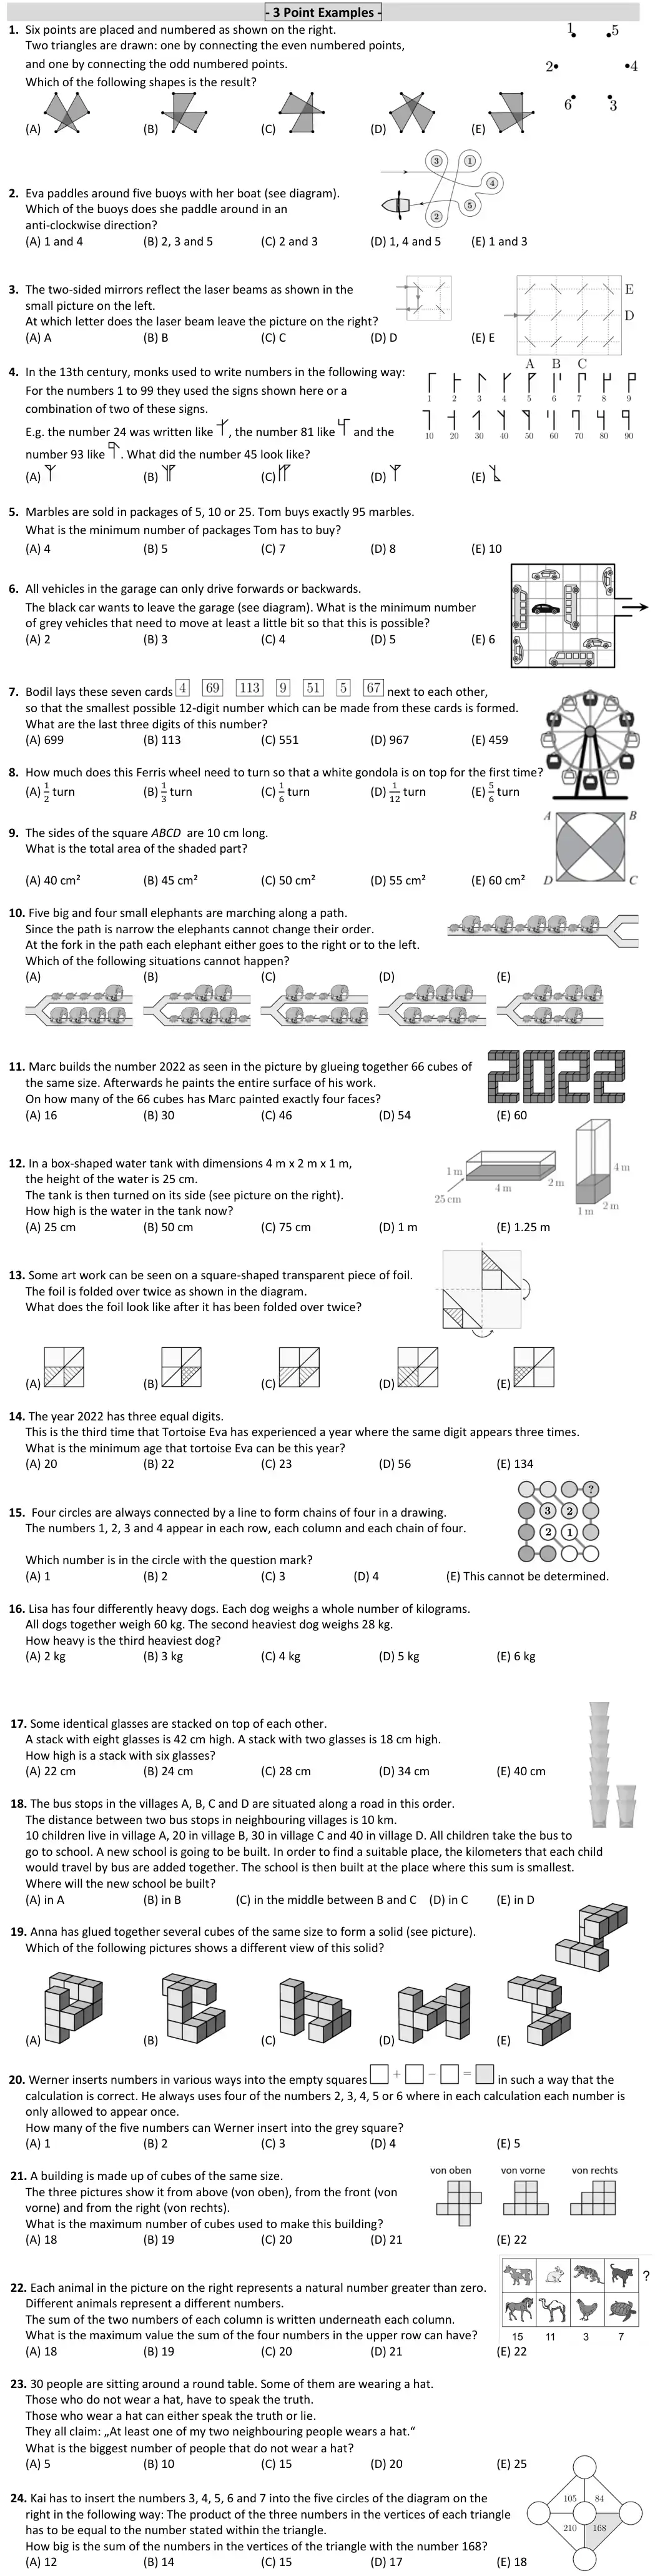 - 3 Point Examples -
1. Six points are placed and numbered as shown on the right.
Two triangles are drawn: one by connecting the even numbered points,
and one by connecting the odd numbered points.
Which of the following shapes is the result?
1 5
2 4
6 3
(A) (B) (C) (D) (E)
2. Eva paddles around five buoys with her boat (see diagram).
Which of the buoys does she paddle around in an
anti-clockwise direction?
(A) 1 and 4 (B) 2, 3 and 5 (C) 2 and 3 (D) 1, 4 and 5 (E) 1 and 3
3 1
4
5
2
3. The two-sided mirrors reflect the laser beams as shown in the
small picture on the left.
At which letter does the laser beam leave the picture on the right?
(A) A (B) B (C) C (D) D (E) E
E
D
A B C
4. In the 13th century, monks used to write numbers in the following way:
For the numbers 1 to 99 they used the signs shown here or a
combination of two of these signs.
E.g. the number 24 was written like , the number 81 like and the
number 93 like . What did the number 45 look like?
(A) (B) (C) (D) (E)
1 2 3 4 5 6 7 8 9
10 20 30 40 50 60 70 80 90
5. Marbles are sold in packages of 5, 10 or 25. Tom buys exactly 95 marbles.
What is the minimum number of packages Tom has to buy?
(A) 4 (B) 5 (C) 7 (D) 8 (E) 10
6. All vehicles in the garage can only drive forwards or backwards.
The black car wants to leave the garage (see diagram). What is the minimum number
of grey vehicles that need to move at least a little bit so that this is possible?
(A) 2 (B) 3 (C) 4 (D) 5 (E) 6
7. Bodil lays these seven cards 4 69 113 9 51 5 67 next to each other,
so that the smallest possible 12-digit number which can be made from these cards is formed.
What are the last three digits of this number?
(A) 699 (B) 113 (C) 551 (D) 967 (E) 459
8. How much does this Ferris wheel need to turn so that a white gondola is on top for the first time?
(A) 1/2 turn (B) 1/3 turn (C) 1/6 turn (D) 1/12 turn (E) 5/6 turn
9. The sides of the square ABCD are 10 cm long.
What is the total area of the shaded part?
(A) 40 cm² (B) 45 cm² (C) 50 cm² (D) 55 cm² (E) 60 cm²
A B
D C
10. Five big and four small elephants are marching along a path.
Since the path is narrow the elephants cannot change their order.
At the fork in the path each elephant either goes to the right or to the left.
Which of the following situations cannot happen?
(A) (B) (C) (D) (E)
11. Marc builds the number 2022 as seen in the picture by glueing together 66 cubes of
the same size. Afterwards he paints the entire surface of his work.
On how many of the 66 cubes has Marc painted exactly four faces?
(A) 16 (B) 30 (C) 46 (D) 54 (E) 60
2022
12. In a box-shaped water tank with dimensions 4 m x 2 m x 1 m,
the height of the water is 25 cm.
The tank is then turned on its side (see picture on the right).
How high is the water in the tank now?
(A) 25 cm (B) 50 cm (C) 75 cm (D) 1 m (E) 1.25 m
1 m
25 cm
4 m
2 m
4 m
1 m 2 m
13. Some art work can be seen on a square-shaped transparent piece of foil.
The foil is folded over twice as shown in the diagram.
What does the foil look like after it has been folded over twice?
(A) (B) (C) (D) (E)
14. The year 2022 has three equal digits.
This is the third time that Tortoise Eva has experienced a year where the same digit appears three times.
What is the minimum age that tortoise Eva can be this year?
(A) 20 (B) 22 (C) 23 (D) 56 (E) 134
15. Four circles are always connected by a line to form chains of four in a drawing.
The numbers 1, 2, 3 and 4 appear in each row, each column and each chain of four.
Which number is in the circle with the question mark?
(A) 1 (B) 2 (C) 3 (D) 4 (E) This cannot be determined.
?
3 2
2 1
16. Lisa has four differently heavy dogs. Each dog weighs a whole number of kilograms.
All dogs together weigh 60 kg. The second heaviest dog weighs 28 kg.
How heavy is the third heaviest dog?
(A) 2 kg (B) 3 kg (C) 4 kg (D) 5 kg (E) 6 kg
17. Some identical glasses are stacked on top of each other.
A stack with eight glasses is 42 cm high. A stack with two glasses is 18 cm high.
How high is a stack with six glasses?
(A) 22 cm (B) 24 cm (C) 28 cm (D) 34 cm (E) 40 cm
18. The bus stops in the villages A, B, C and D are situated along a road in this order.
The distance between two bus stops in neighbouring villages is 10 km.
10 children live in village A, 20 in village B, 30 in village C and 40 in village D. All children take the bus to
go to school. A new school is going to be built. In order to find a suitable place, the kilometers that each child
would travel by bus are added together. The school is then built at the place where this sum is smallest.
Where will the new school be built?
(A) in A (B) in B (C) in the middle between B and C (D) in C (E) in D
19. Anna has glued together several cubes of the same size to form a solid (see picture).
Which of the following pictures shows a different view of this solid?
(A) (B) (C) (D) (E)
20. Werner inserts numbers in various ways into the empty squares + − = in such a way that the
calculation is correct. He always uses four of the numbers 2, 3, 4, 5 or 6 where in each calculation each number is
only allowed to appear once.
How many of the five numbers can Werner insert into the grey square?
(A) 1 (B) 2 (C) 3 (D) 4 (E) 5
21. A building is made up of cubes of the same size.
The three pictures show it from above (von oben), from the front (von
vorne) and from the right (von rechts).
What is the maximum number of cubes used to make this building?
(A) 18 (B) 19 (C) 20 (D) 21 (E) 22
von oben von vorne von rechts
22. Each animal in the picture on the right represents a natural number greater than zero.
Different animals represent a different numbers.
The sum of the two numbers of each column is written underneath each column.
What is the maximum value the sum of the four numbers in the upper row can have?
(A) 18 (B) 19 (C) 20 (D) 21 (E) 22
?
15 11 3 7
23. 30 people are sitting around a round table. Some of them are wearing a hat.
Those who do not wear a hat, have to speak the truth.
Those who wear a hat can either speak the truth or lie.
They all claim: „At least one of my two neighbouring people wears a hat.“
What is the biggest number of people that do not wear a hat?
(A) 5 (B) 10 (C) 15 (D) 20 (E) 25
24. Kai has to insert the numbers 3, 4, 5, 6 and 7 into the five circles of the diagram on the
right in the following way: The product of the three numbers in the vertices of each triangle
has to be equal to the number stated within the triangle.
How big is the sum of the numbers in the vertices of the triangle with the number 168?
(A) 12 (B) 14 (C) 15 (D) 17 (E) 18
105 84
210 168